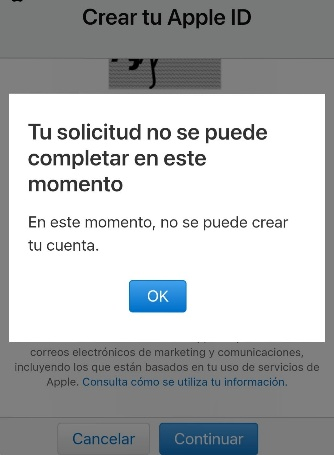 Crear tu Apple ID
Tu solicitud no se puede
completar en este
momento
En este momento, no se puede crear
tu cuenta.
OK
correos electrónicos de marketing y comunicaciones,
incluyendo los que están basados en tu uso de servicios de
Apple. Consulta cómo se utiliza tu información.
Cancelar
Continuar